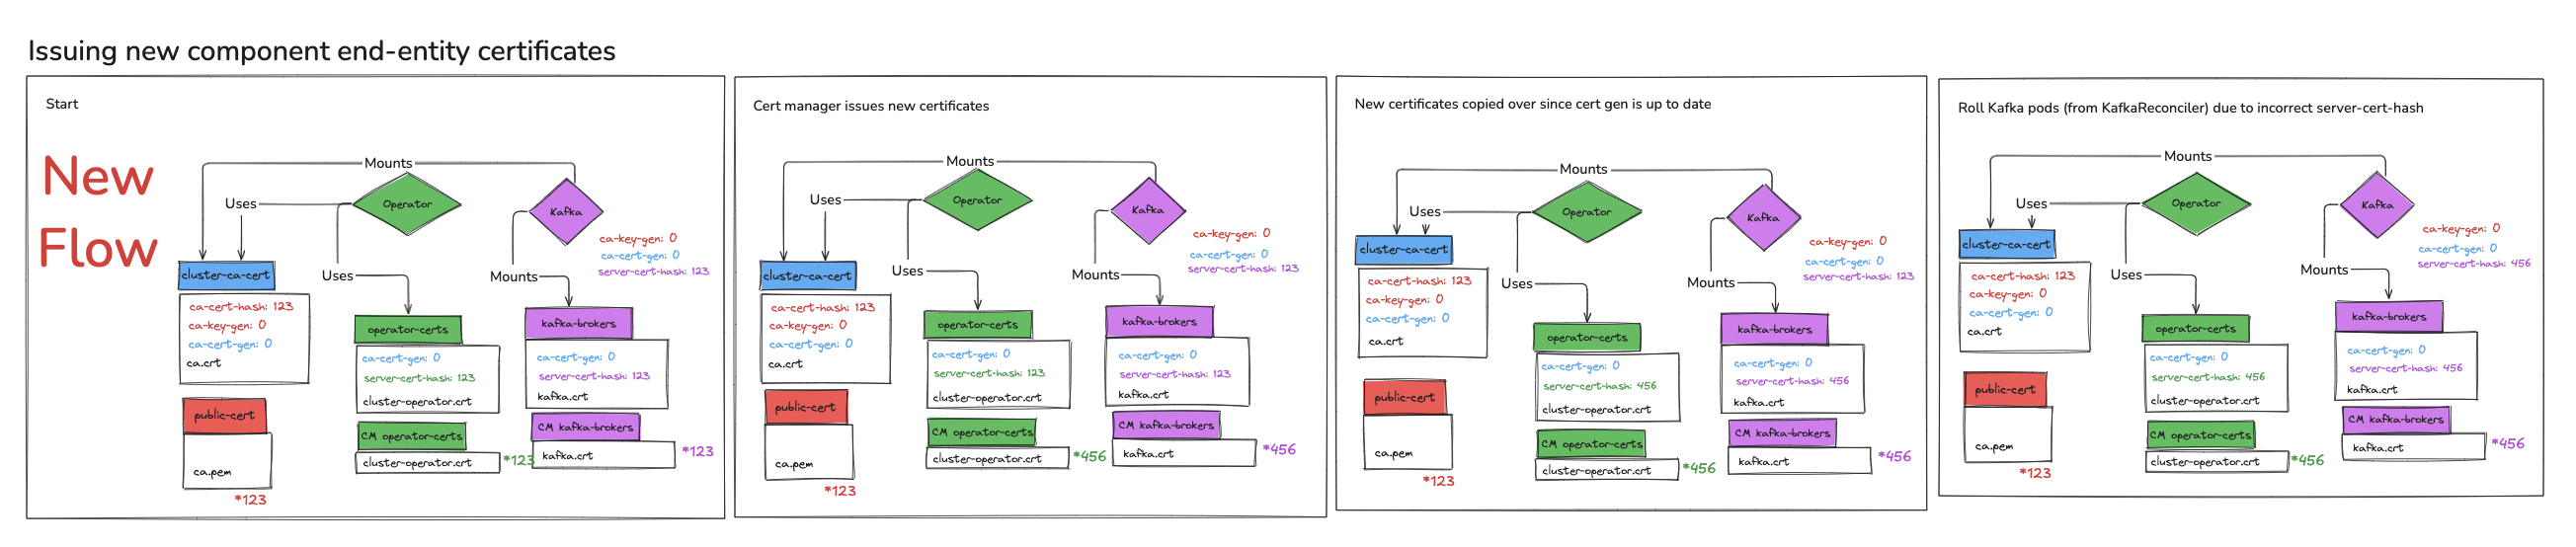 Issuing new component end-entity certificates
Start
New
Flow
Mounts
Uses
Operator
Kafka
ca-key-gen: 0
ca-cert-gen: 0
server-cert-hash: 123
cluster-ca-cert
Uses
Mounts
ca-cert-hash: 123
ca-key-gen: 0
ca-cert-gen: 0
ca.crt
operator-certs
ca-cert-gen: 0
server-cert-hash: 123
cluster-operator.crt
kafka-brokers
ca-cert-gen: 0
server-cert-hash: 123
kafka.crt
public-cert
ca.pem
*123
CM operator-certs
cluster-operator.crt
*123
CM kafka-brokers
kafka.crt
*123
Cert manager issues new certificates
Mounts
Uses
Operator
Kafka
ca-key-gen: 0
ca-cert-gen: 0
server-cert-hash: 123
cluster-ca-cert
Uses
Mounts
ca-cert-hash: 123
ca-key-gen: 0
ca-cert-gen: 0
ca.crt
operator-certs
ca-cert-gen: 0
server-cert-hash: 123
cluster-operator.crt
kafka-brokers
ca-cert-gen: 0
server-cert-hash: 123
kafka.crt
public-cert
ca.pem
*123
CM operator-certs
cluster-operator.crt
*456
CM kafka-brokers
kafka.crt
*456
New certificates copied over since cert gen is up to date
Mounts
Uses
Operator
Kafka
ca-key-gen: 0
ca-cert-gen: 0
server-cert-hash: 123
cluster-ca-cert
Uses
Mounts
ca-cert-hash: 123
ca-key-gen: 0
ca-cert-gen: 0
ca.crt
operator-certs
ca-cert-gen: 0
server-cert-hash: 456
cluster-operator.crt
kafka-brokers
ca-cert-gen: 0
server-cert-hash: 456
kafka.crt
public-cert
ca.pem
*123
CM operator-certs
cluster-operator.crt
*456
CM kafka-brokers
kafka.crt
*456
Roll Kafka pods (from KafkaReconciler) due to incorrect server-cert-hash
Mounts
Uses
Operator
Kafka
ca-key-gen: 0
ca-cert-gen: 0
server-cert-hash: 456
cluster-ca-cert
Uses
Mounts
ca-cert-hash: 123
ca-key-gen: 0
ca-cert-gen: 0
ca.crt
operator-certs
ca-cert-gen: 0
server-cert-hash: 456
cluster-operator.crt
kafka-brokers
ca-cert-gen: 0
server-cert-hash: 456
kafka.crt
public-cert
ca.pem
*123
CM operator-certs
cluster-operator.crt
*456
CM kafka-brokers
kafka.crt
*456